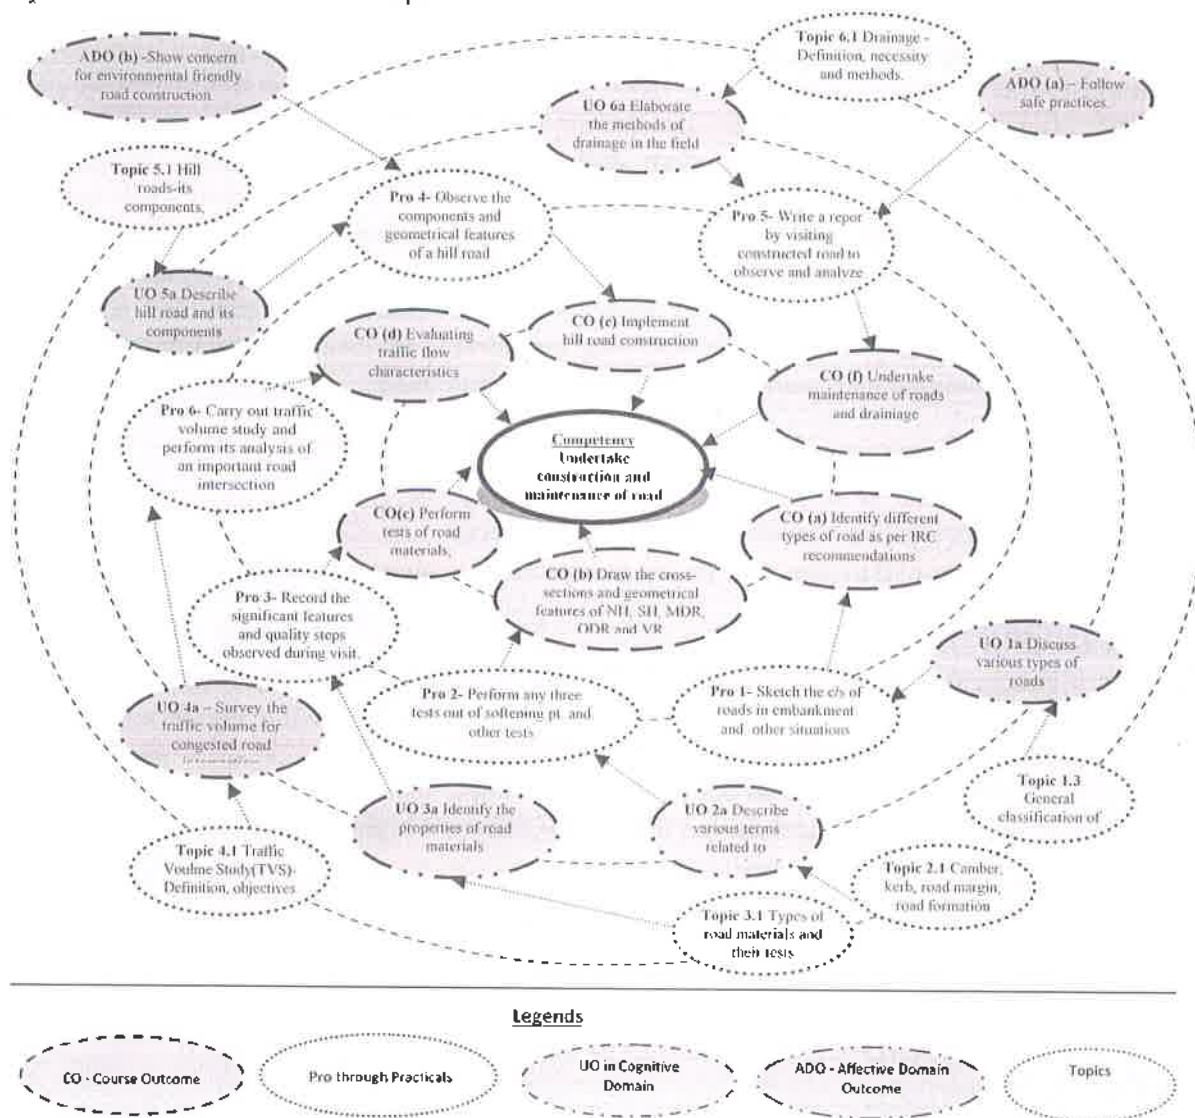 ADO (b) -Show concern
for environmental friendly
road construction.
Topic 6.1 Drainage -
Definition, necessity
and methods.
ADO (a) – Follow
safe practices.
UO 6a Elaborate
the methods of
drainage in the field
Topic 5.1 Hill
roads-its
components,
Pro 4- Observe the
components and
geometrical features
of a hill road
Pro 5- Write a repor
by visiting
constructed road to
observe and analyze
UO 5a Describe
hill road and its
components
CO (d) Evaluating
traffic flow
characteristics
CO (e) Implement
hill road construction
CO (f) Undertake
maintenance of roads
and drainiage
Pro 6- Carry out traffic
volume study and
perform its analysis of
an important road
intersection
Competency
Undertake
construction and
maintenance of road
CO(c) Perform
tests of road
materials,
CO (a) Identify different
types of road as per IRC
recommendations
CO (b) Draw the cross-
sections and geometrical
features of NH, SH, MDR,
ODR and VR
Pro 3- Record the
significant features
and quality steps
observed during visit.
UO 1a Discuss
various types of
roads
Pro 2- Perform any three
tests out of softening pt. and
other tests
Pro 1- Sketch the c/s of
roads in embankment
and other situations
UO 4a – Survey the
traffic volume for
congested road
UO 3a Identify the
properties of road
materials
UO 2a Describe
various terms
related to
Topic 1.3
General
classification of
Topic 4.1 Traffic
Voulme Study(TVS)-
Definition, objectives
Topic 2.1 Camber,
kerb, road margin,
road formation
Topic 3.1 Types of
road materials and
their tests
Legends
CO - Course Outcome
Pro through Practicals
UO in Cognitive
Domain
ADO - Affective Domain
Outcome
Topics